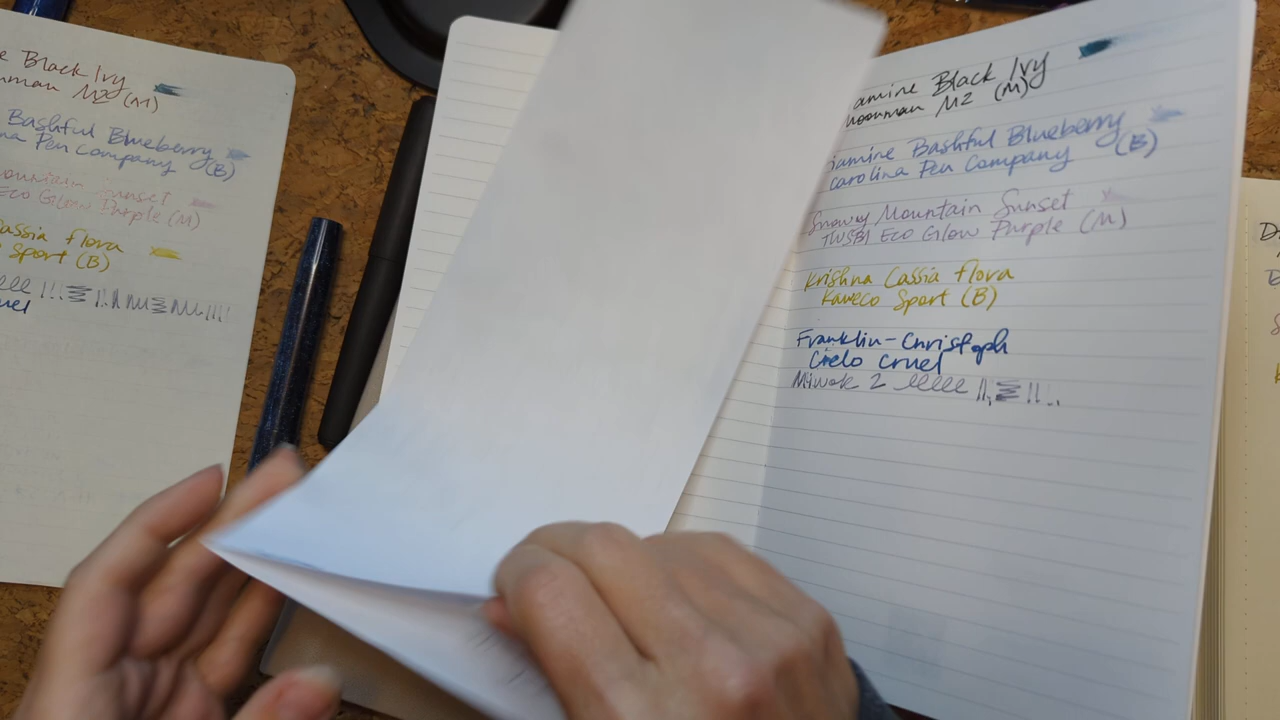 Black Ivy
M2 (M)
Bashful Blueberry
Pen Company (B)
Sunset
Eco Glow Purple (M)
Cassia flora
Sport (B)
amine Black Ivy
M2 (M)
iamine Bashful Blueberry
Carolina Pen Company (B)
Snowy Mountain Sunset
TWSBI Eco Glow Purple (M)
Krishna Cassia flora
Kaweco Sport (B)
Franklin-Christoph
Cielo Cruel
Miwok 2